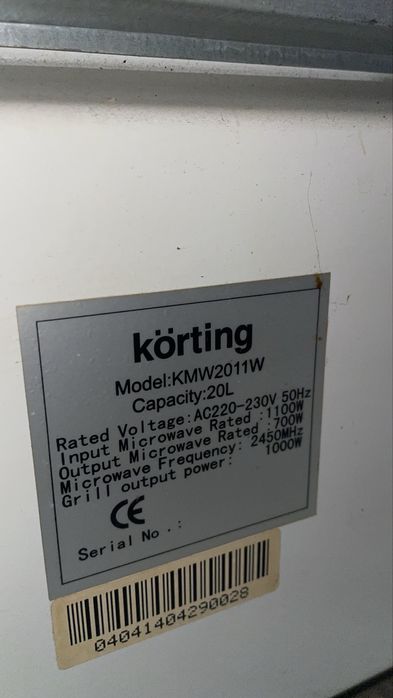 körting
Model:KMW2011W
Capacity:20L
Rated Voltage:AC220-230V 50Hz
Input Microwave Rated :1100W
Output Microwave Rated :700W
Microwave Frequency: 2450MHz
Grill output power: 1000W
CE
Serial No.:
04041404290028